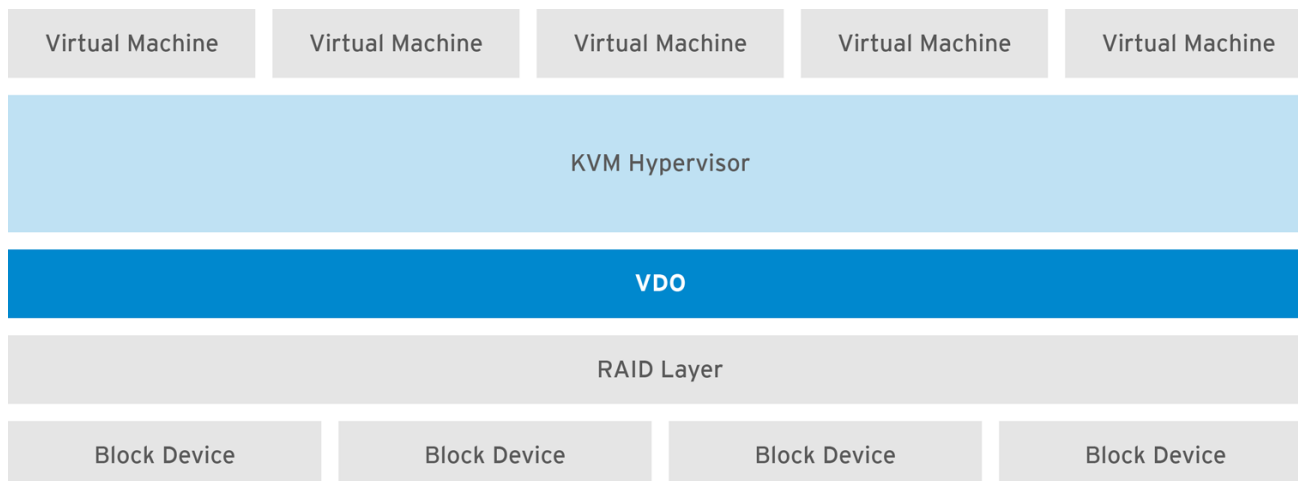 Virtual Machine Virtual Machine Virtual Machine Virtual Machine Virtual Machine
KVM Hypervisor
VDO
RAID Layer
Block Device Block Device Block Device Block Device